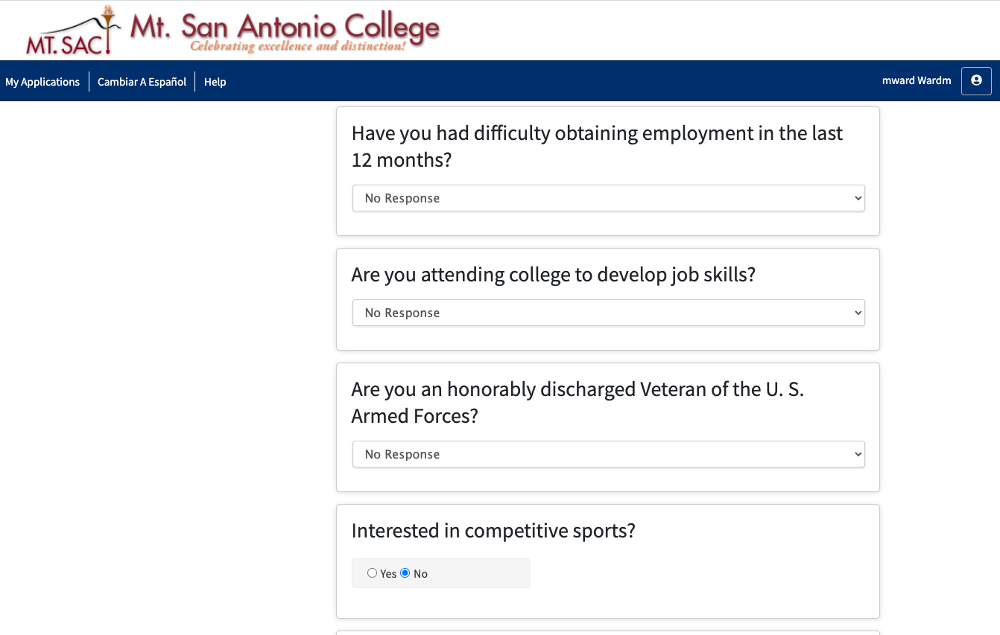 MT. SAC
Mt. San Antonio College
Celebrating excellence and distinction!
My Applications
Cambiar A Español
Help
mward Wardm
Have you had difficulty obtaining employment in the last
12 months?
No Response
Are you attending college to develop job skills?
No Response
Are you an honorably discharged Veteran of the U. S.
Armed Forces?
No Response
Interested in competitive sports?
Yes No